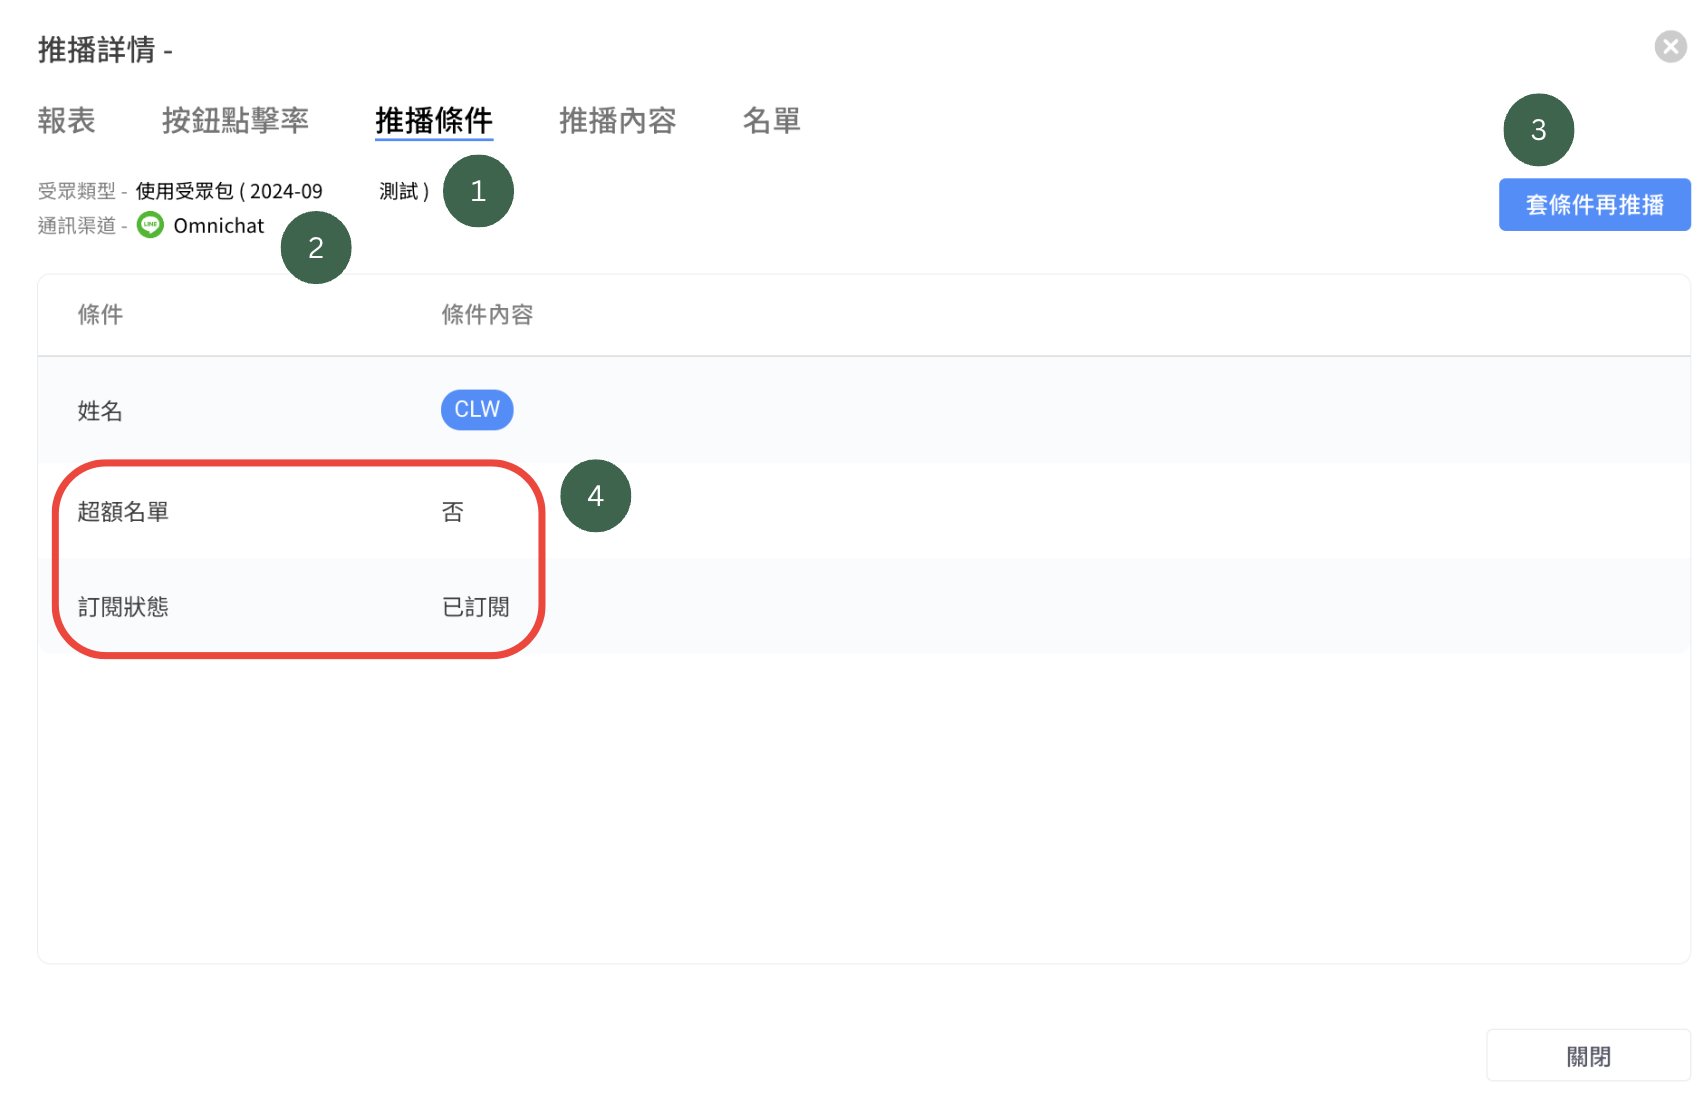 推播詳情 -
報表 按鈕點擊率 推播條件 推播內容 名單
3
受眾類型 - 使用受眾包 ( 2024-09 測試 ) 1
套條件再推播
通訊渠道 - LINE Omnichat
2
條件 條件內容
姓名 CLW
4
超額名單 否
訂閱狀態 已訂閱
關閉